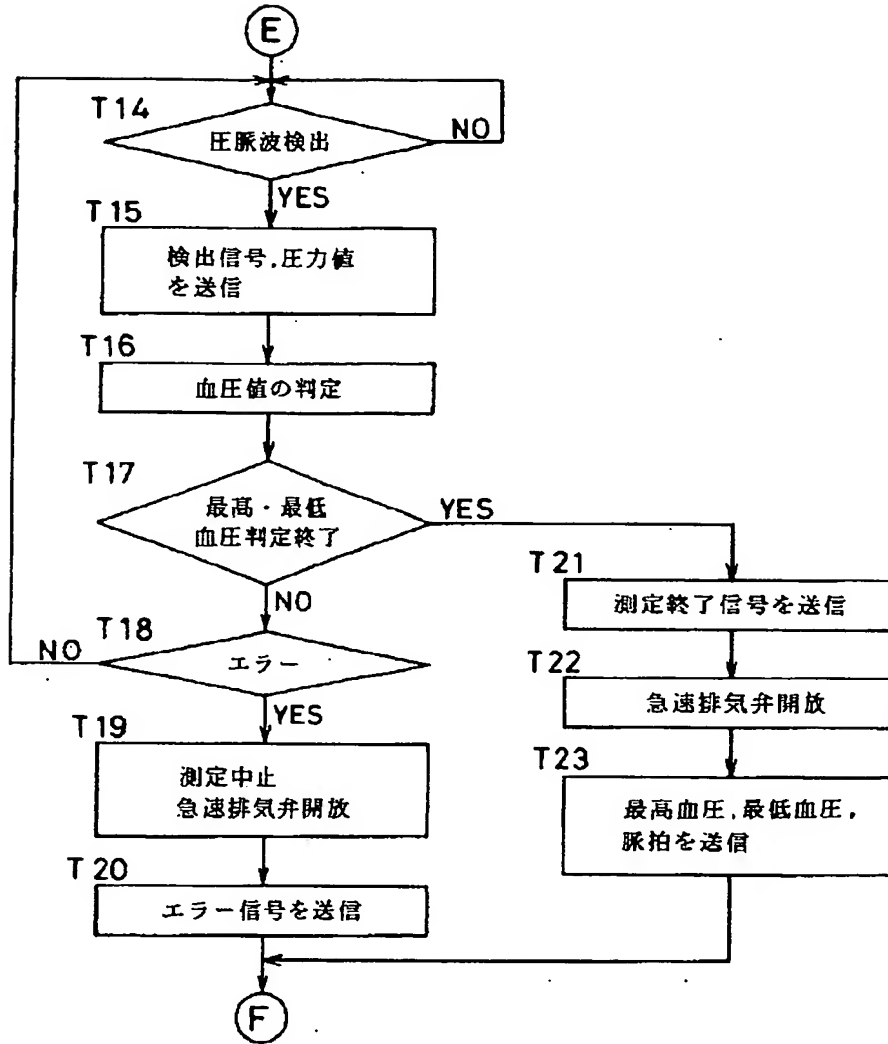 E
T14
圧脈波検出
NO
YES
T15
検出信号,圧力値
を送信
T16
血圧値の判定
T17
最高・最低
血圧判定終了
YES
NO
T18
エラー
NO
YES
T19
測定中止
急速排気弁開放
T20
エラー信号を送信
T21
測定終了信号を送信
T22
急速排気弁開放
T23
最高血圧,最低血圧,
脈拍を送信
F